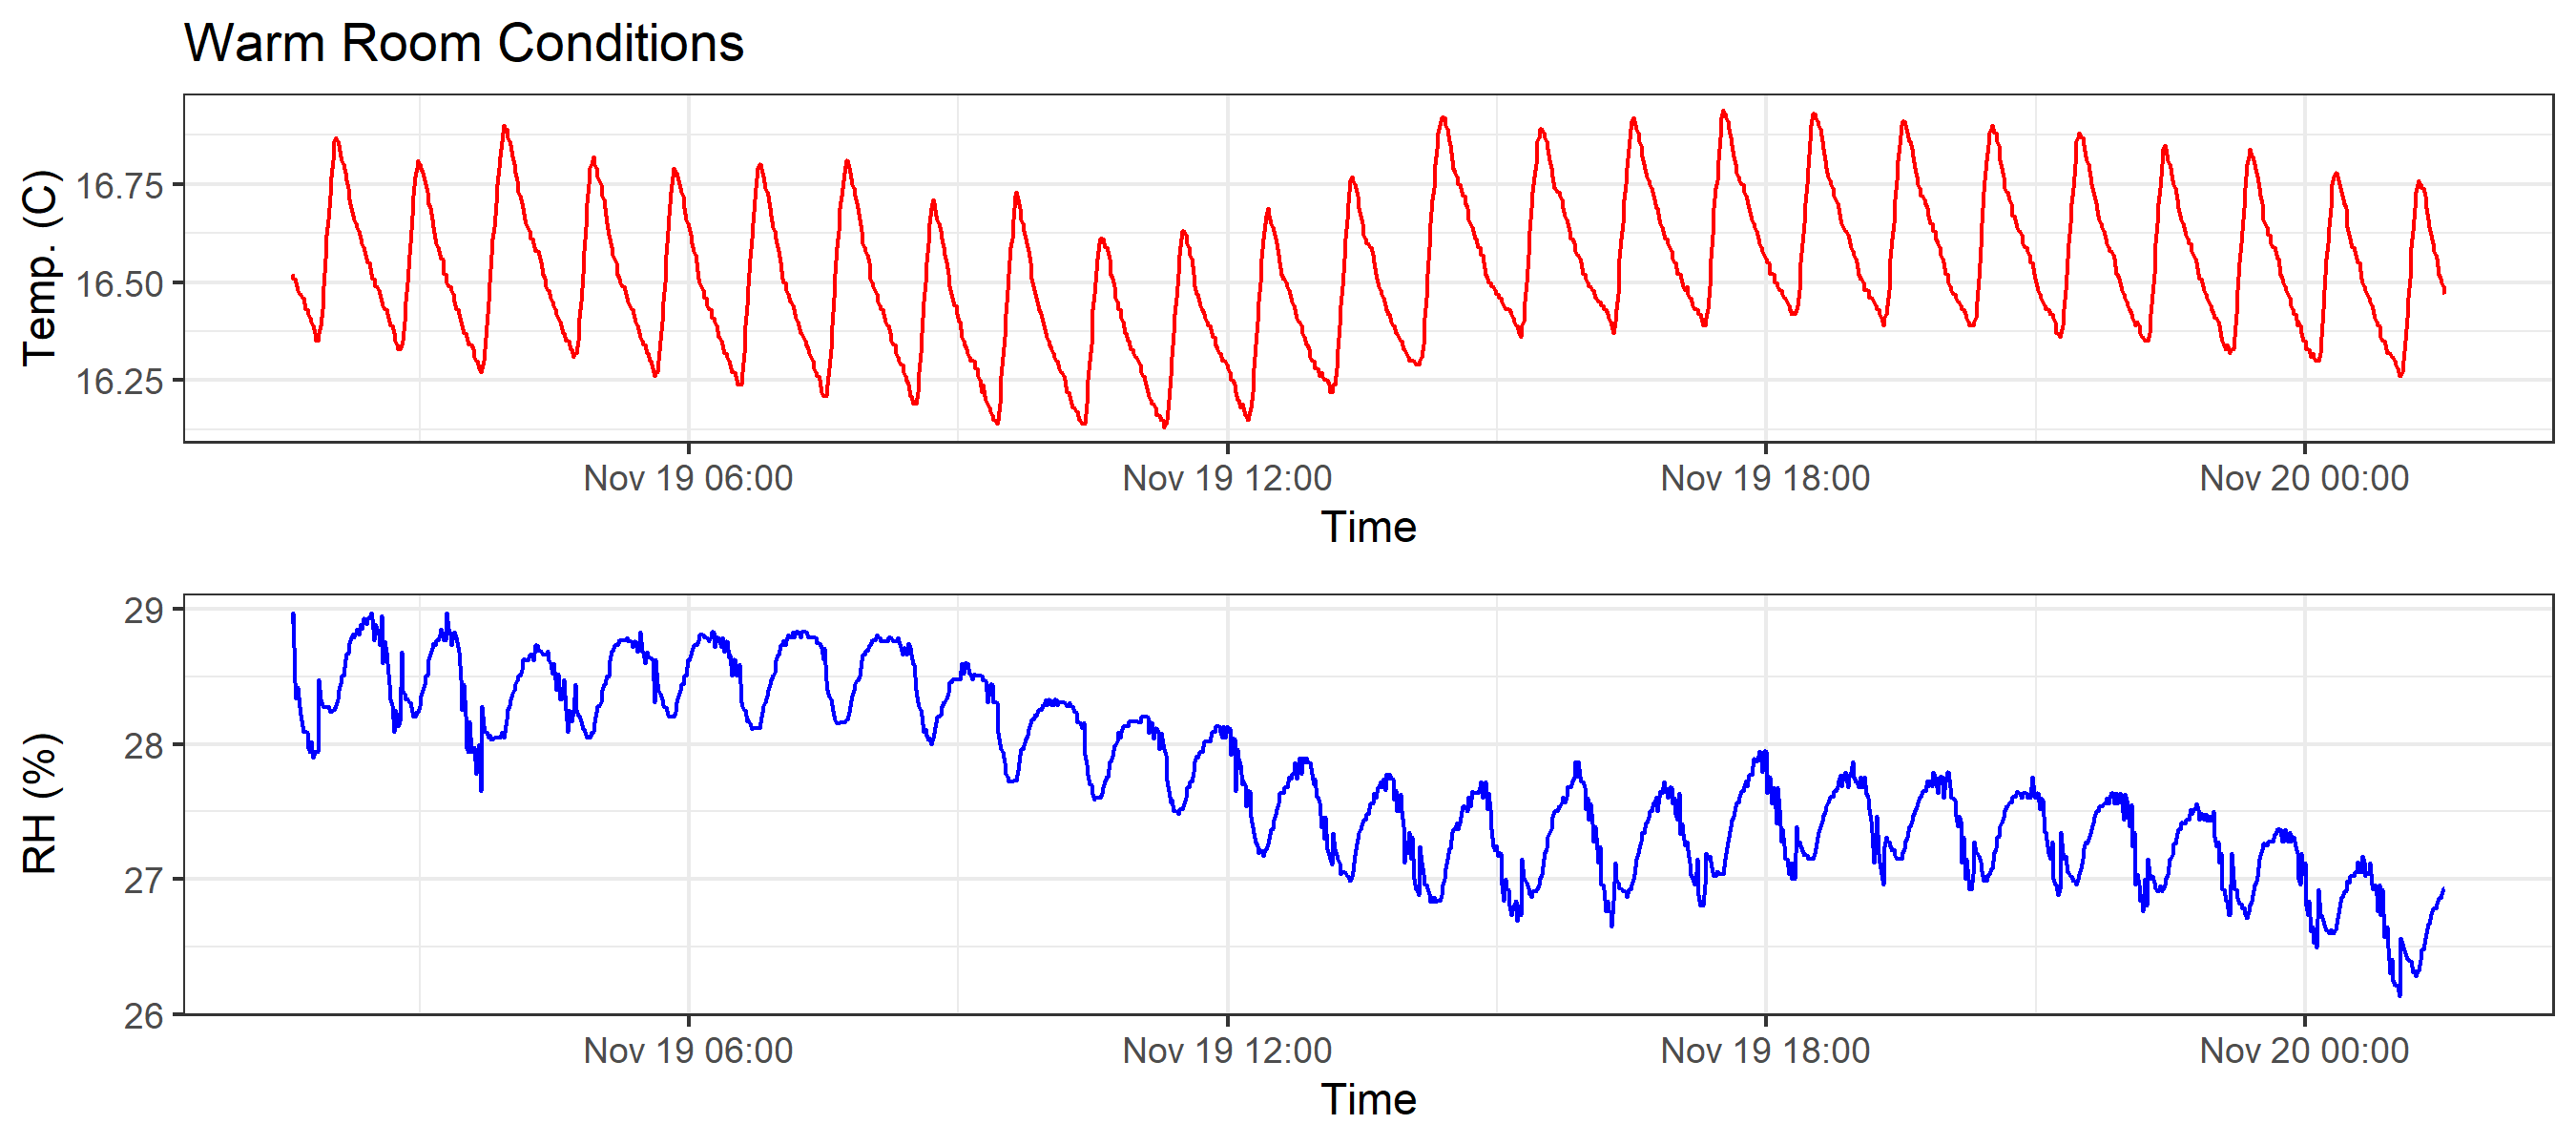 Warm Room Conditions
Temp. (C)
16.75
16.50
16.25
Nov 19 06:00 Nov 19 12:00 Nov 19 18:00 Nov 20 00:00
Time
RH (%)
29
28
27
26
Nov 19 06:00 Nov 19 12:00 Nov 19 18:00 Nov 20 00:00
Time